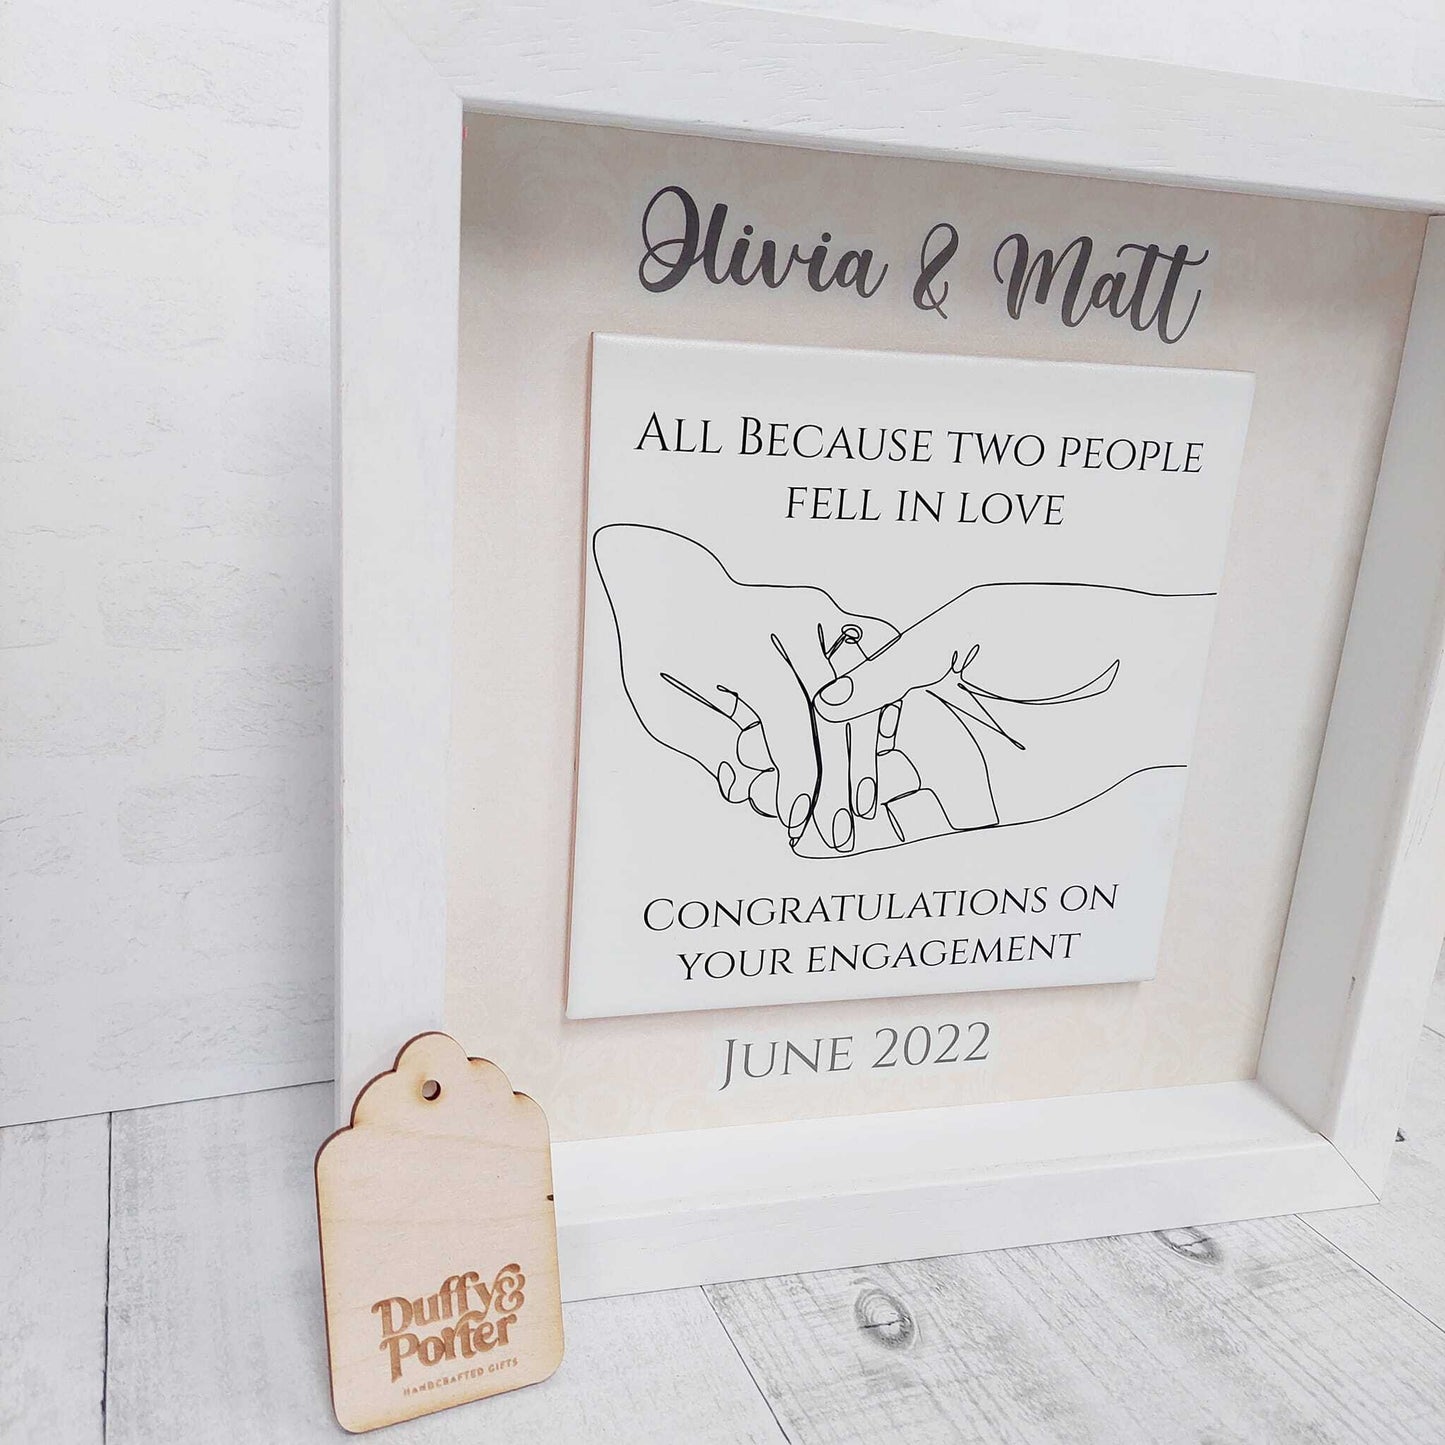 Olivia & Matt
All Because two people
fell in love
Congratulations on
your engagement
June 2022
Duffy &
Porter
HANDCRAFTED GIFTS